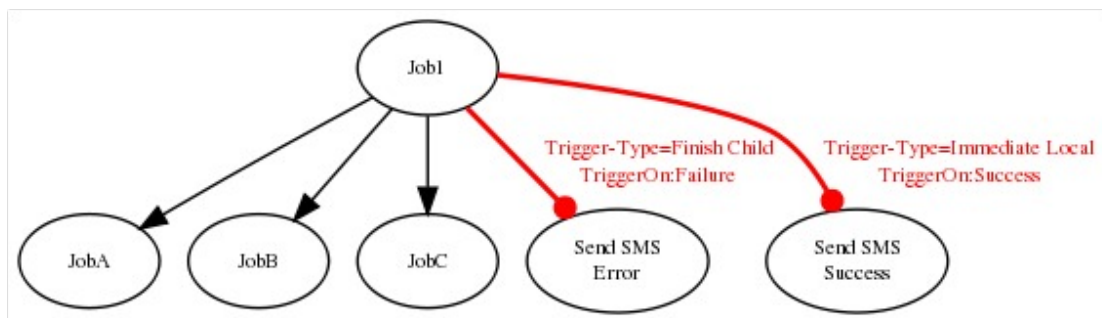 Job1
Trigger-Type=Finish Child
TriggerOn:Failure
Trigger-Type=Immediate Local
TriggerOn:Success
JobA
JobB
JobC
Send SMS
Error
Send SMS
Success